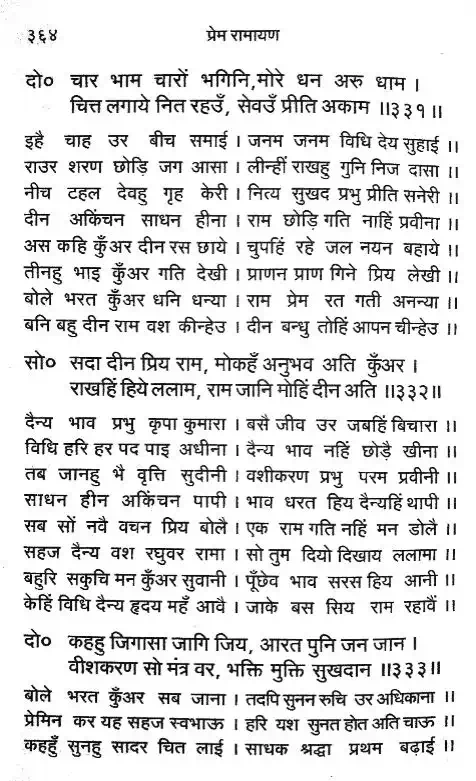 ३६४ प्रेम रामायण
दो० चार भाम चारों भगिनि,मोरे धन अरु धाम ।
चित्त लगाये नित रहउँ, सेवउँ प्रीति अकाम ।।३३१।।
इहै चाह उर बीच समाई । जनम जनम विधि देय सुहाई ।।
राउर शरण छोड़ि जग आसा । लीन्हीं राखहु गुनि निज दासा ।।
नीच टहल देवहु गृह केरी । नित्य सुखद प्रभु प्रीति सनेरी ।।
दीन अकिंचन साधन हीना । राम छोड़ि गति नाहिं प्रवीना ।।
अस कहि कुँअर दीन रस छाये । चुपहिं रहे जल नयन बहाये ।।
तीनहु भाइ कुँअर गति देखी । प्राणन प्राण गिने प्रिय लेखी ।।
बोले भरत कुँअर धनि धन्या । राम प्रेम रत गती अनन्या ।।
बनि बहु दीन राम वश कीन्हेउ । दीन बन्धु तोहिं आपन चीन्हेउ ।।
सो० सदा दीन प्रिय राम, मोकहँ अनुभव अति कुँअर ।
राखहिं हिये ललाम, राम जानि मोहिं दीन अति ।।३३२।।
दैन्य भाव प्रभु कृपा कुमारा । बसै जीव उर जबहिं बिचारा ।।
विधि हरि हर पद पाइ अधीना । दैन्य भाव नहिं छोड़ै खीना ।।
तब जानहु भै वृत्ति सुदीनी । वशीकरण प्रभु परम प्रवीनी ।।
साधन हीन अकिंचन पापी । भाव धरत हिय दैन्यहिं थापी ।।
सब सों नवै वचन प्रिय बोलै । एक राम गति नहिं मन डोलै ।।
सहज दैन्य वश रघुवर रामा । सो तुम दियो दिखाय ललामा ।।
बहुरि सकुचि मन कुँअर सुवानी । पूँछेव भाव सरस हिय आनी ।।
केहिं विधि दैन्य हृदय महँ आवै । जाके बस सिय राम रहावैं ।।
दो० कहहु जिगासा जागि जिय, आरत पुनि जन जान ।
वीशकरण सो मंत्र वर, भक्ति मुक्ति सुखदान ।।३३३।।
बोले भरत कुँअर सब जाना । तदपि सुनन रुचि उर अधिकाना ।।
प्रेमिन कर यह सहज स्वभाऊ । हरि यश सुनत होत अति चाऊ ।।
कहहुँ सुनहु सादर चित लाई । साधक श्रद्धा प्रथम बढ़ाई ।।